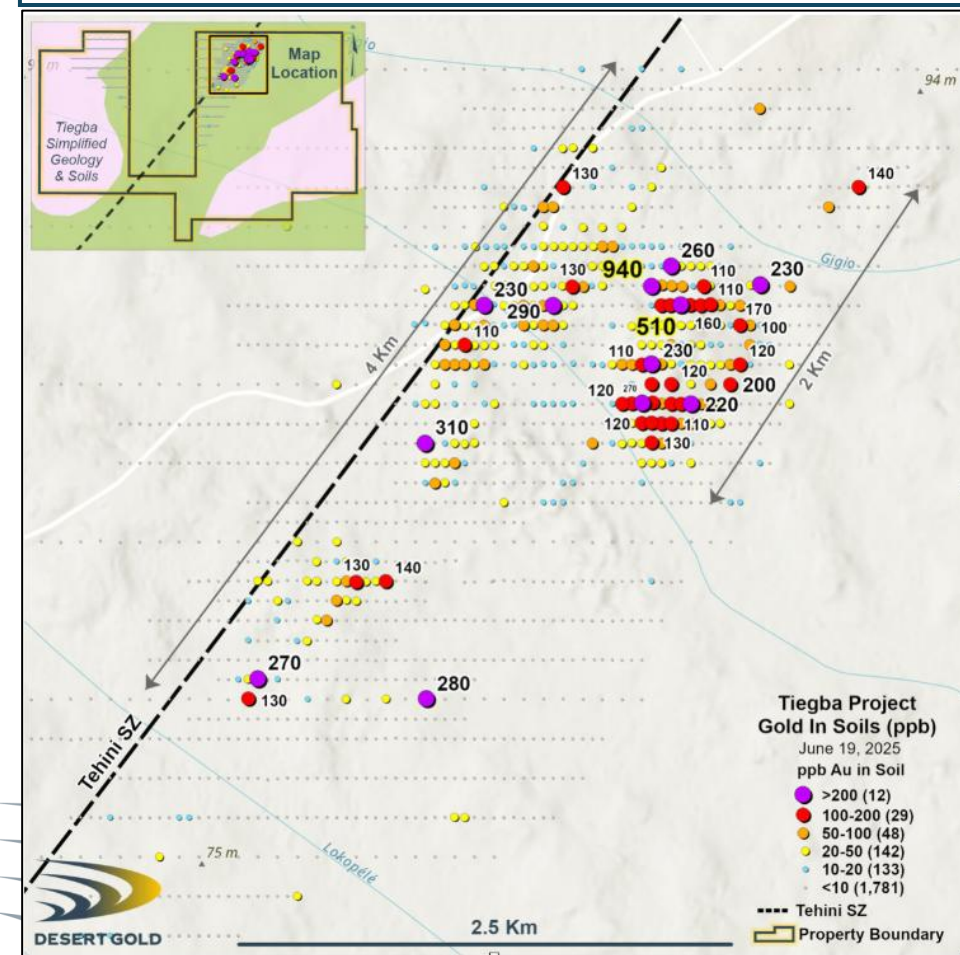 Map
Location
Tiegba
Simplified
Geology
& Soils
94 m
130
140
Gigio
260
940
130
110
230
230
110
290
170
510
160
100
110
110
230
120
120
200
120
270
220
120
110
310
130
4 Km
2 Km
130
140
270
280
130
Tehini SZ
Lokopélé
75 m
Tiegba Project
Gold In Soils (ppb)
June 19, 2025
ppb Au in Soil
>200 (12)
100-200 (29)
50-100 (48)
20-50 (142)
10-20 (133)
<10 (1,781)
Tehini SZ
Property Boundary
DESERT GOLD
2.5 Km